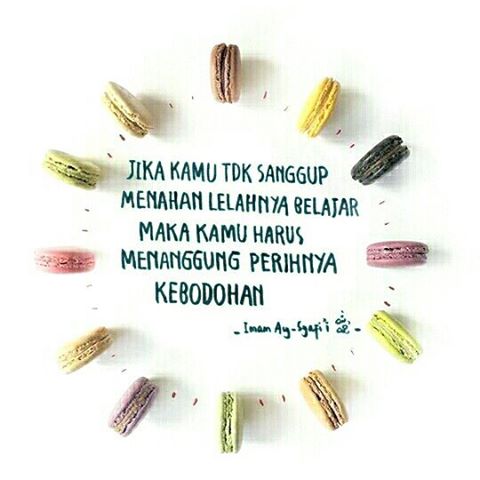 JIKA KAMU TDK SANGGUP
MENAHAN LELAHNYA BELAJAR
MAKA KAMU HARUS
MENANGGUNG PERIHNYA
KEBODOHAN
- Imam Asy-Syafi'i -